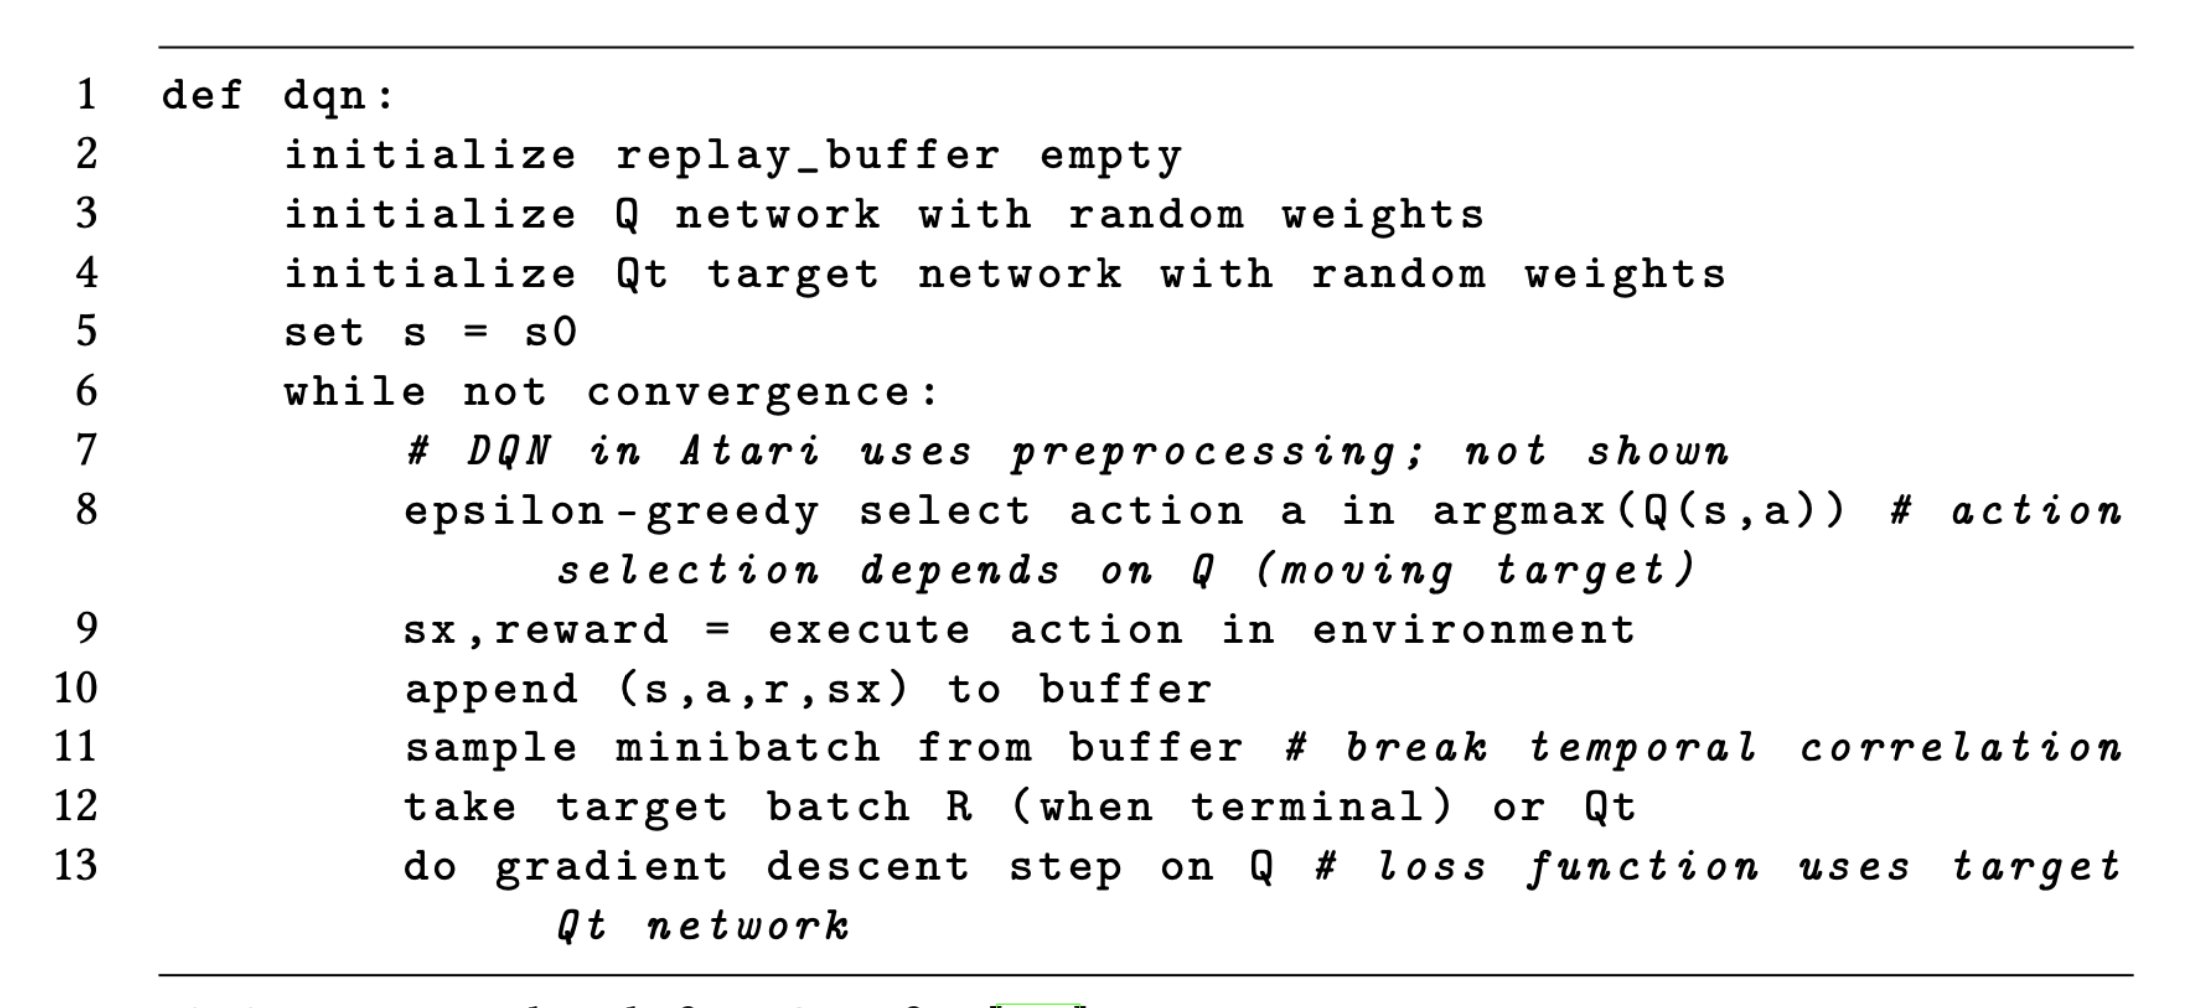 1 def dqn:
2 initialize replay_buffer empty
3 initialize Q network with random weights
4 initialize Qt target network with random weights
5 set s = s0
6 while not convergence:
7 # DQN in Atari uses preprocessing; not shown
8 epsilon-greedy select action a in argmax(Q(s,a)) # action
selection depends on Q (moving target)
9 sx,reward = execute action in environment
10 append (s,a,r,sx) to buffer
11 sample minibatch from buffer # break temporal correlation
12 take target batch R (when terminal) or Qt
13 do gradient descent step on Q # loss function uses target
Qt network